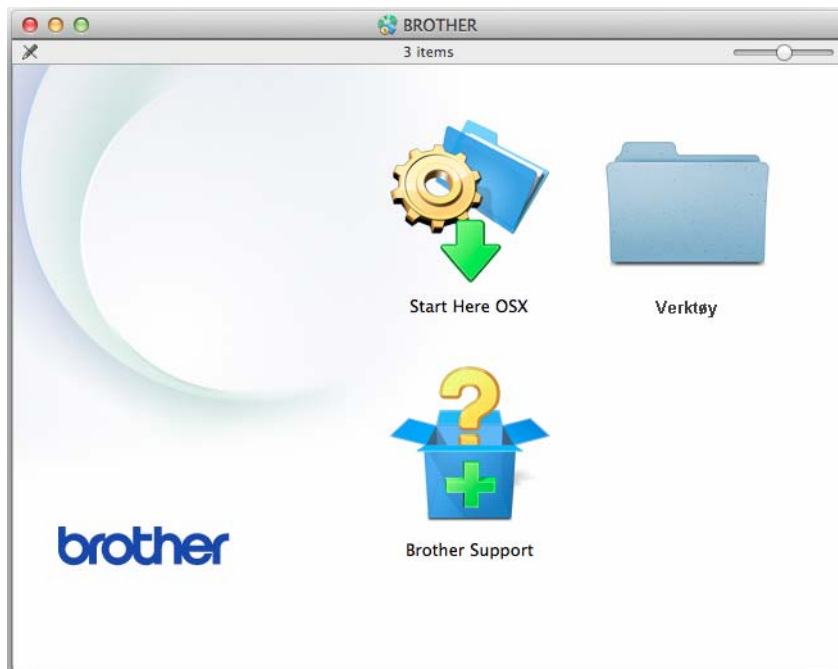 BROTHER
3 items
Start Here OSX
Verktøy
Brother Support
brother